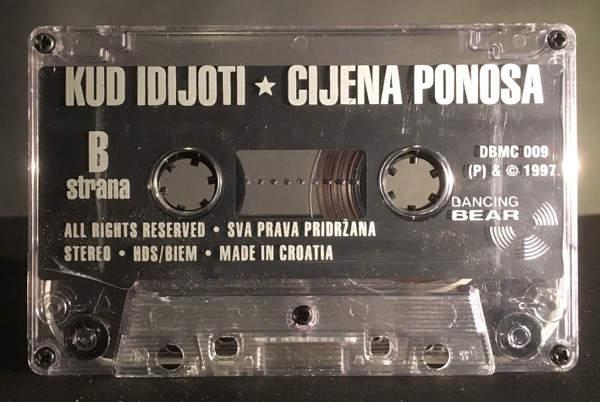 KUD IDIJOTI ★ CIJENA PONOSA
B
strana
DBMC 009
(P) & © 1997.
DANCING
BEAR
ALL RIGHTS RESERVED • SVA PRAVA PRIDRŽANA
STEREO • HDS/BIEM • MADE IN CROATIA